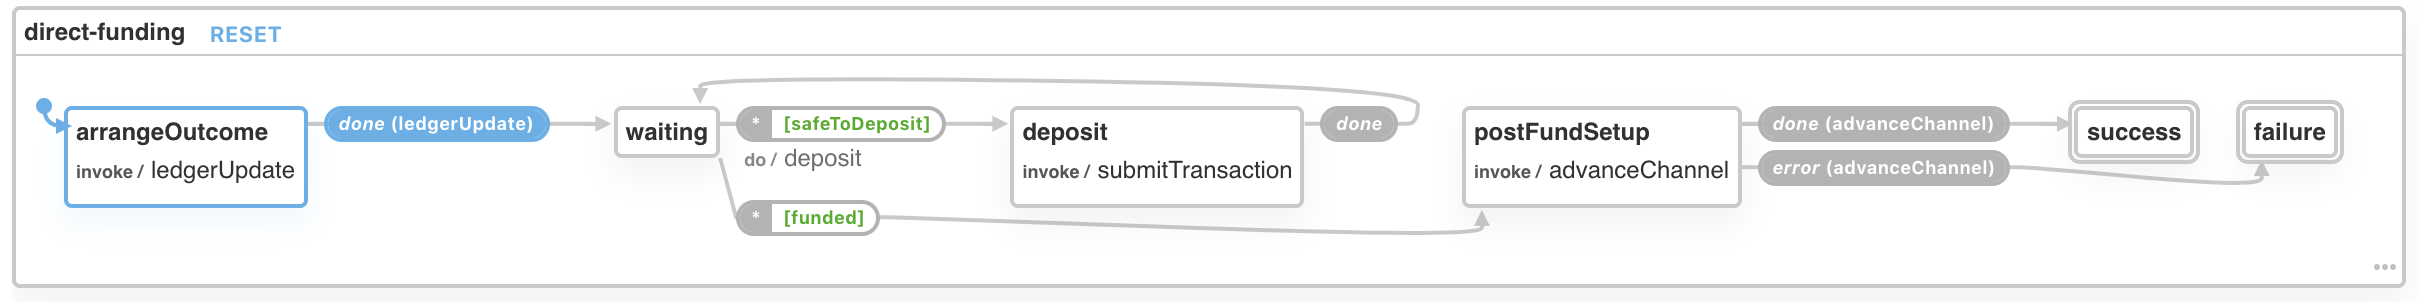 direct-funding RESET
arrangeOutcome
invoke / ledgerUpdate
done (ledgerUpdate)
waiting
* [safeToDeposit]
do / deposit
* [funded]
deposit
invoke / submitTransaction
done
postFundSetup
invoke / advanceChannel
done (advanceChannel)
error (advanceChannel)
success
failure